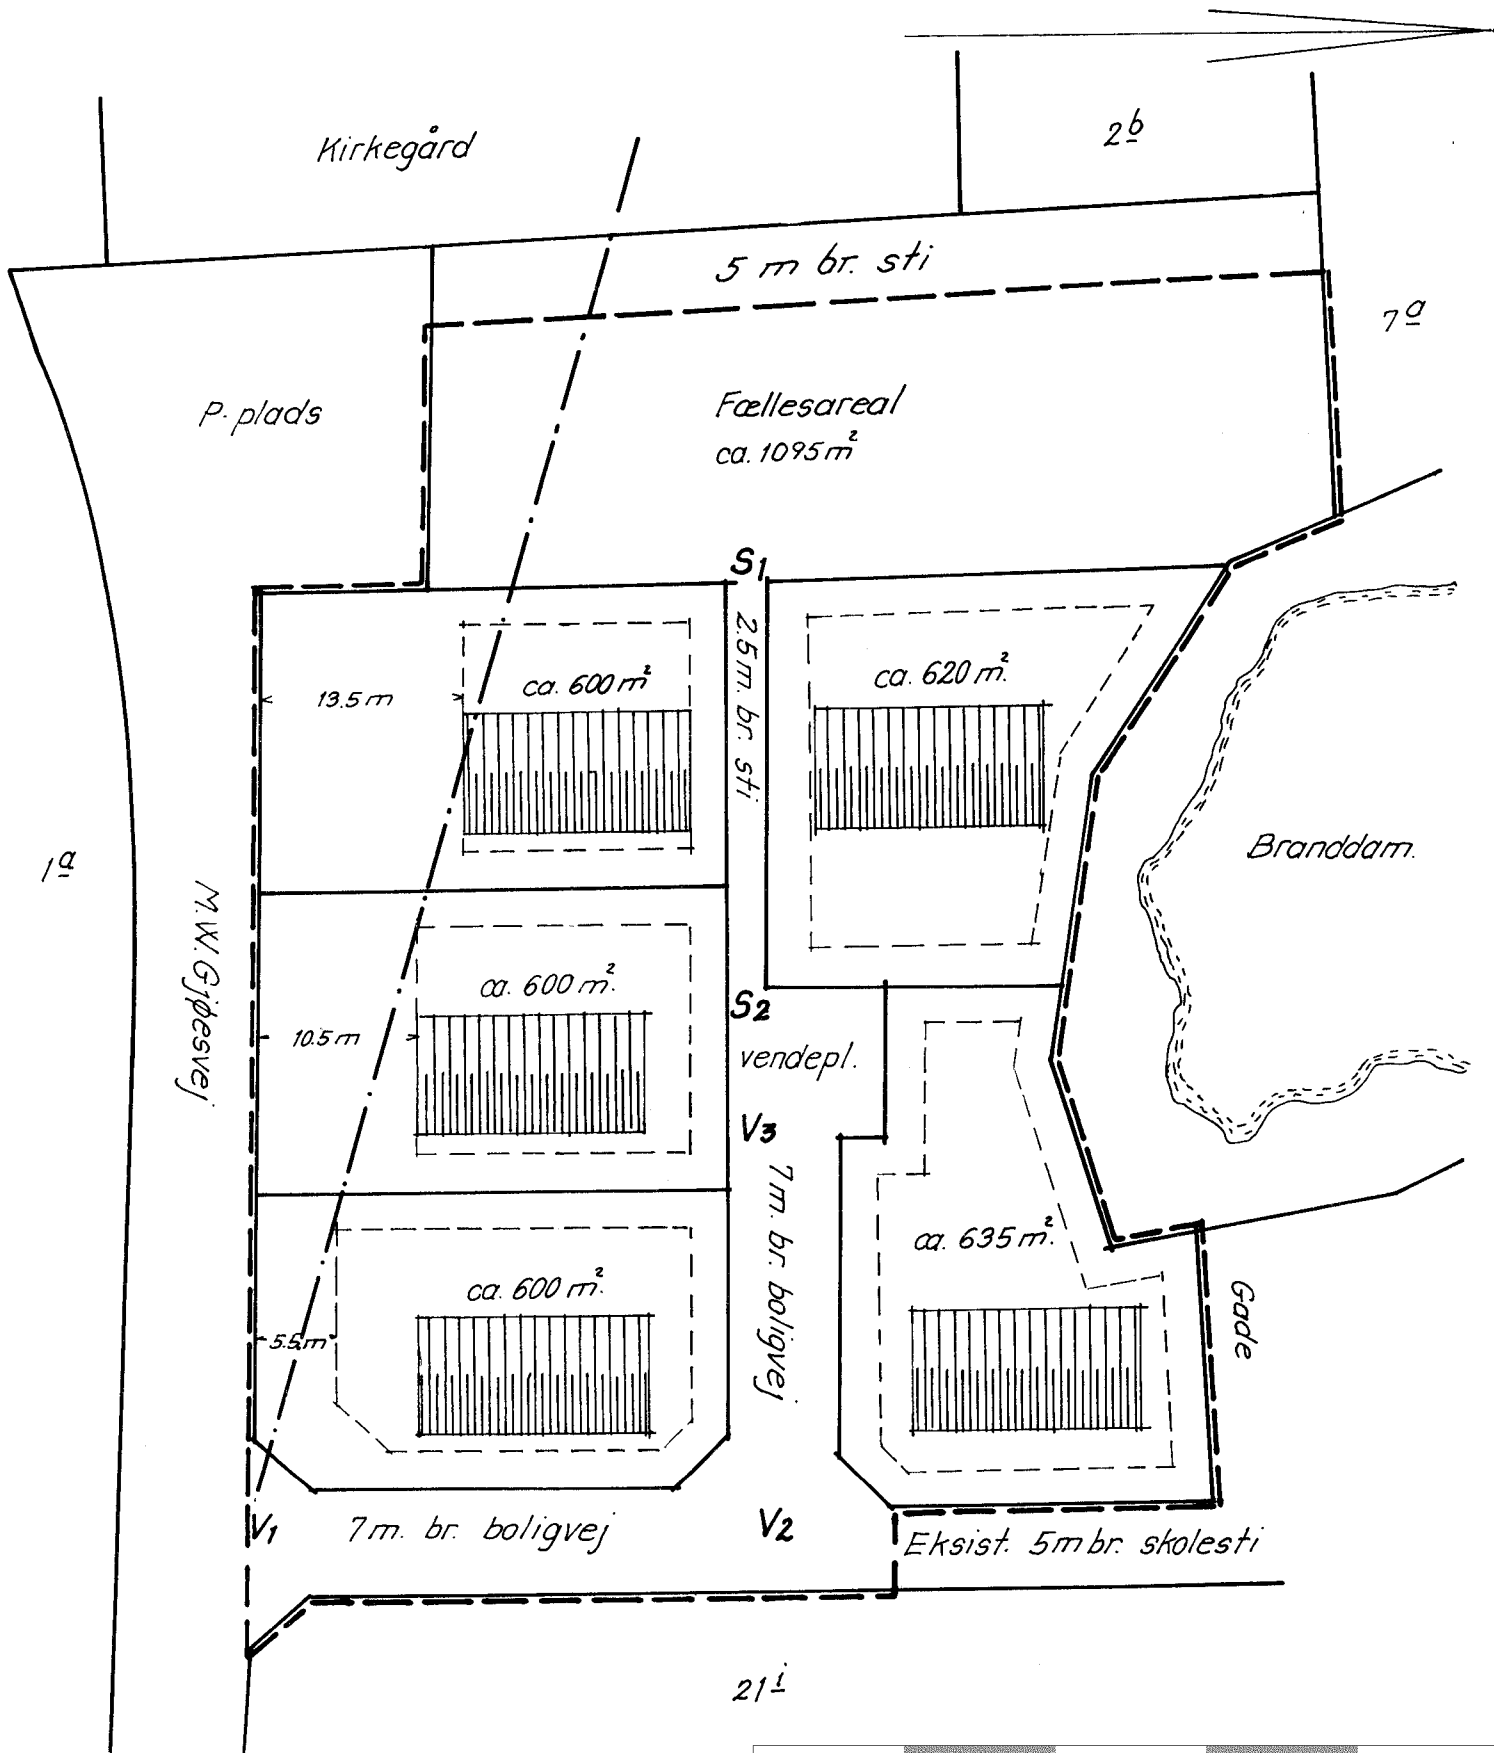 Kirkegård
2b
5 m br. sti
7a
P-plads
Fællesareal
ca. 1095 m²
S1
2.5 m. br. sti
13.5 m
ca. 600 m²
ca. 620 m²
1a
Branddam.
M.W. Gjøesvej
ca. 600 m²
10.5 m
S2
vendepl.
V3
7 m. br. boligvej
ca. 635 m²
ca. 600 m²
5.5 m
Gade
V1
7 m. br. boligvej
V2
Eksist. 5 m br. skolesti
21i